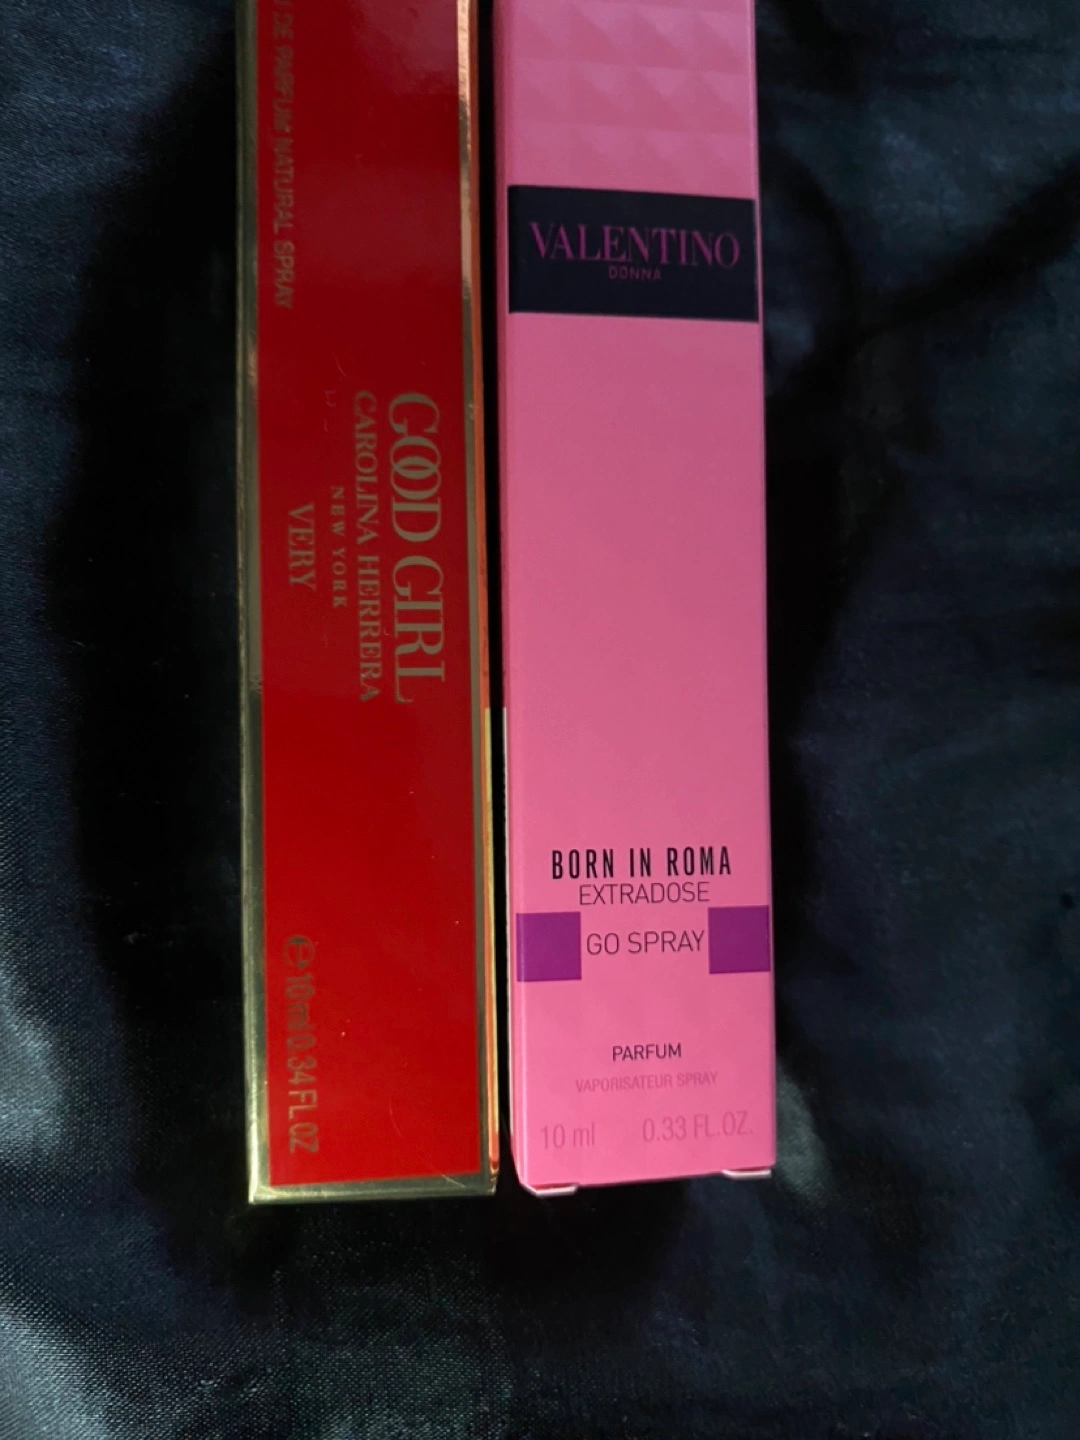 DE PARFUM NATURAL SPRAY
GOOD GIRL
CAROLINA HERRERA
NEW YORK
VERY
℮ 10ml 0.34 FL OZ
VALENTINO
DONNA
BORN IN ROMA
EXTRADOSE
GO SPRAY
PARFUM
VAPORISATEUR SPRAY
10 ml 0.33 FL.OZ.